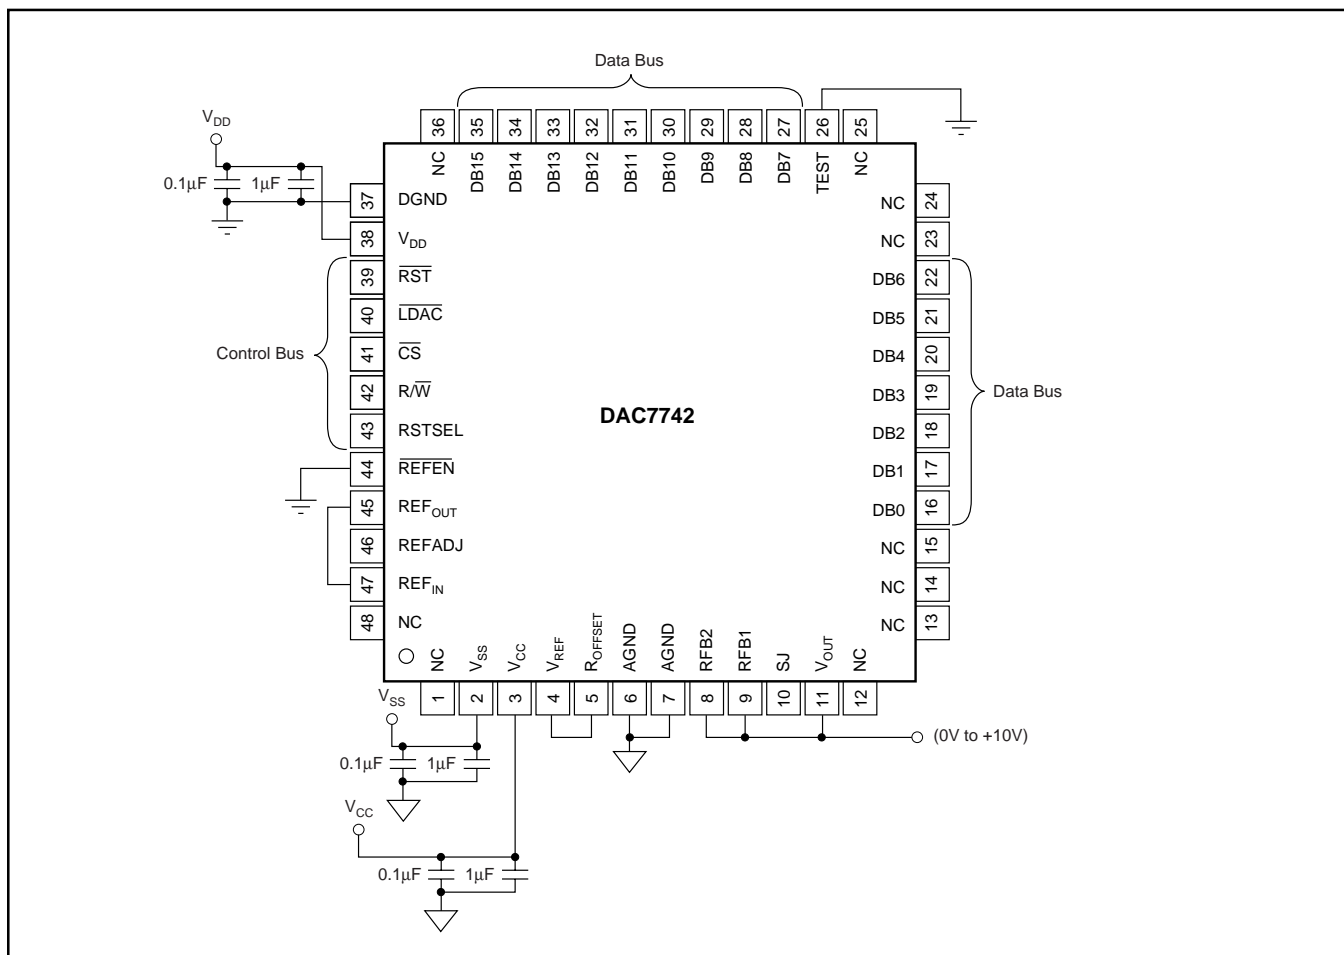 Data Bus
36 35 34 33 32 31 30 29 28 27 26 25
NC DB15 DB14 DB13 DB12 DB11 DB10 DB9 DB8 DB7 TEST NC
V_DD
0.1µF 1µF
37 DGND
38 V_DD
39 R̅S̅T̅
40 L̅D̅A̅C̅
41 C̅S̅
42 R/W̅
43 RSTSEL
44 R̅E̅F̅E̅N̅
45 REF_OUT
46 REFADJ
47 REF_IN
48 NC
Control Bus
DAC7742
NC 24
NC 23
DB6 22
DB5 21
DB4 20
DB3 19
DB2 18
DB1 17
DB0 16
NC 15
NC 14
NC 13
Data Bus
NC V_SS V_CC V_REF R_OFFSET AGND AGND RFB2 RFB1 SJ V_OUT NC
1 2 3 4 5 6 7 8 9 10 11 12
V_SS
0.1µF 1µF
(0V to +10V)
V_CC
0.1µF 1µF